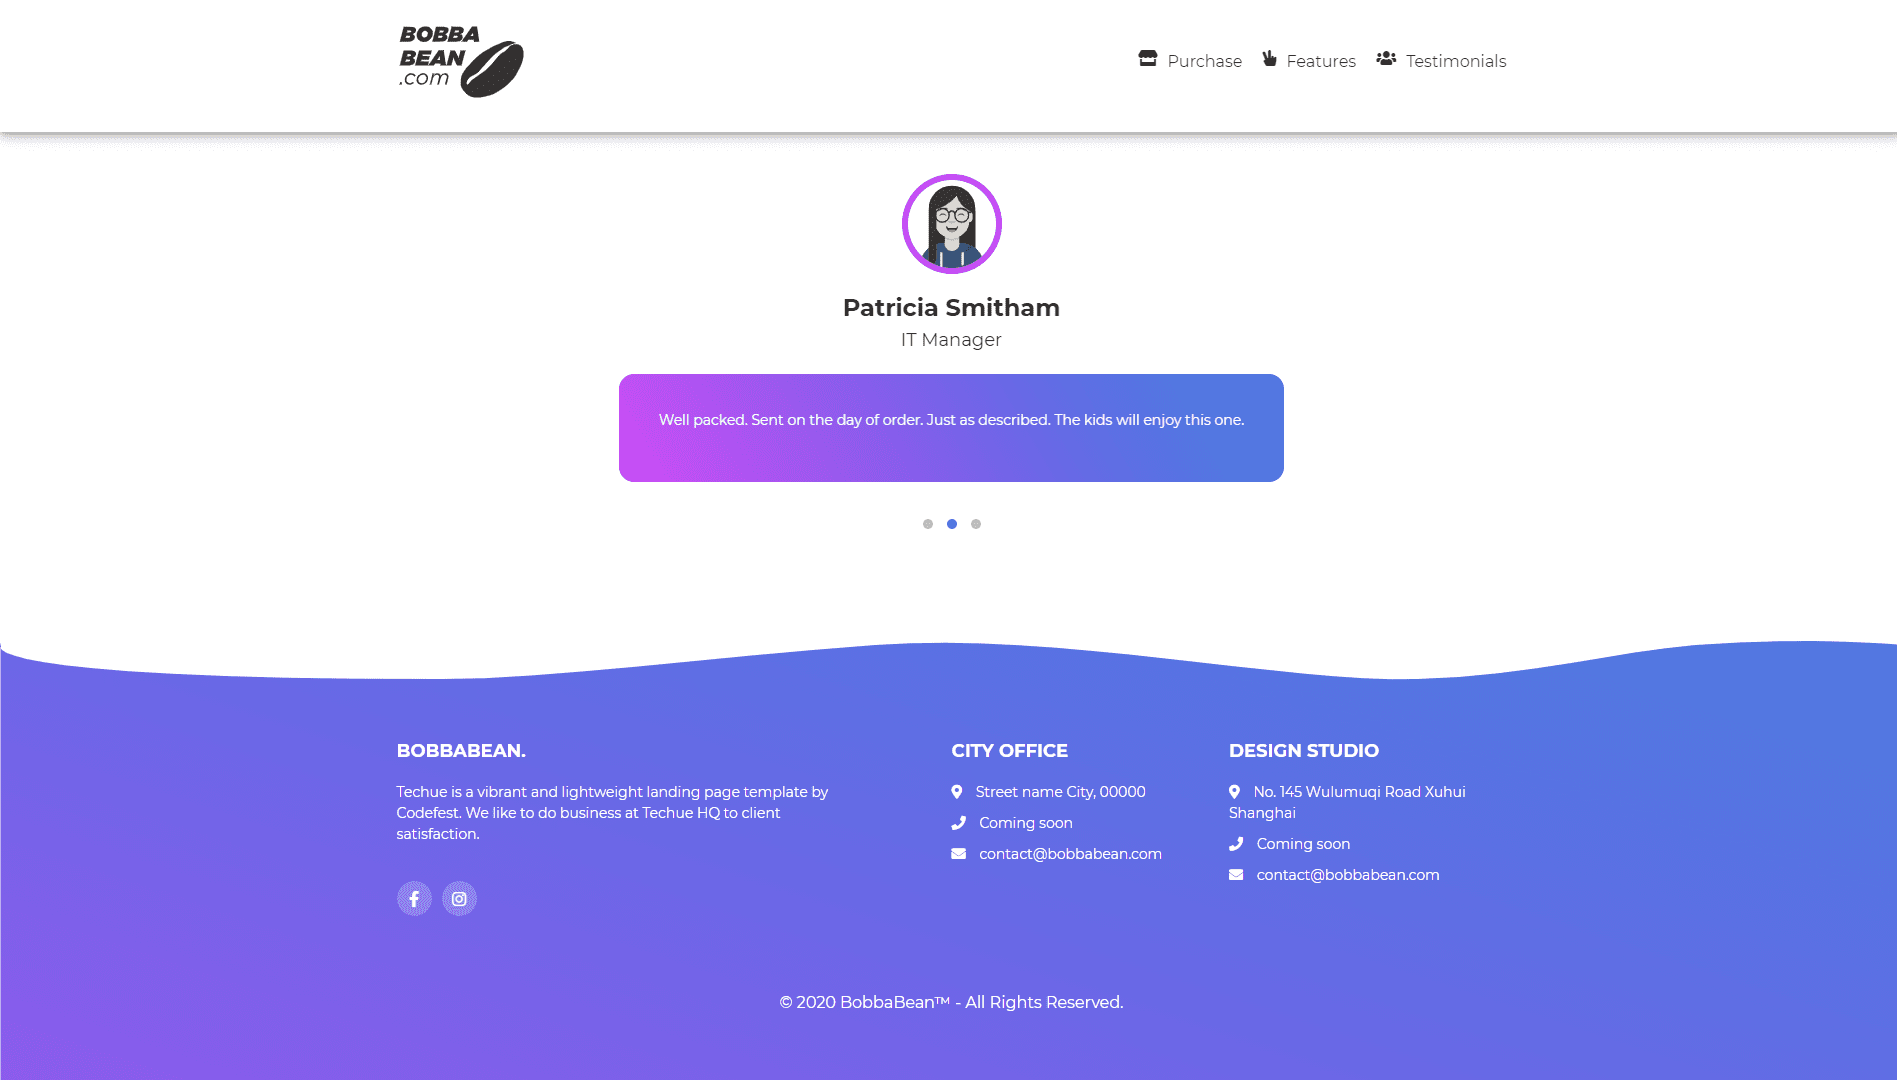 BOBBA
BEAN
.com
Purchase Features Testimonials
Patricia Smitham
IT Manager
Well packed. Sent on the day of order. Just as described. The kids will enjoy this one.
BOBBABEAN.
Techue is a vibrant and lightweight landing page template by
Codefest. We like to do business at Techue HQ to client
satisfaction.
CITY OFFICE
Street name City, 00000
Coming soon
contact@bobbabean.com
DESIGN STUDIO
No. 145 Wulumuqi Road Xuhui
Shanghai
Coming soon
contact@bobbabean.com
© 2020 BobbaBean™ - All Rights Reserved.